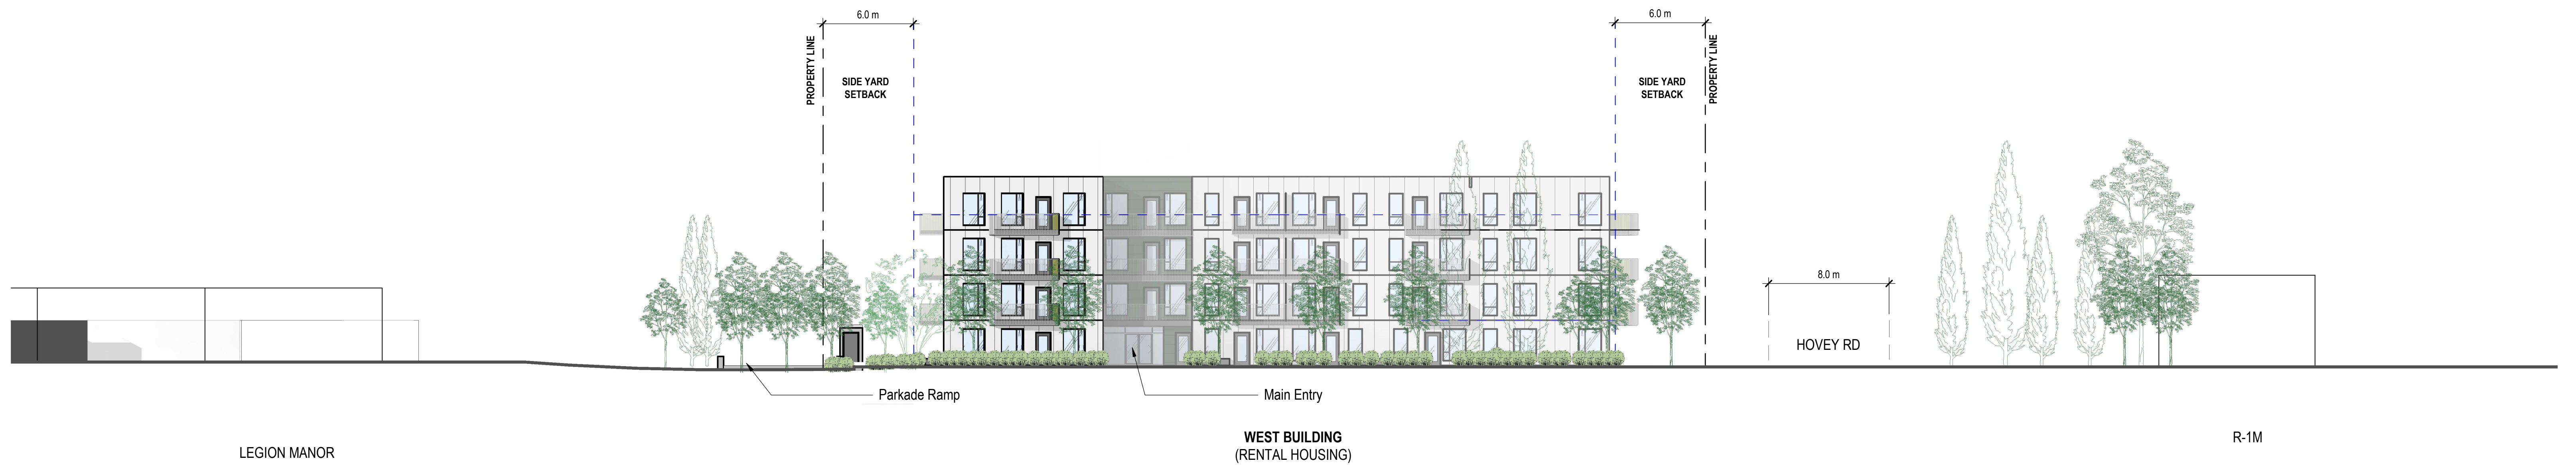 6.0 m
6.0 m
PROPERTY LINE
SIDE YARD
SETBACK
SIDE YARD
SETBACK
PROPERTY LINE
8.0 m
HOVEY RD
Parkade Ramp
Main Entry
LEGION MANOR
WEST BUILDING
(RENTAL HOUSING)
R-1M